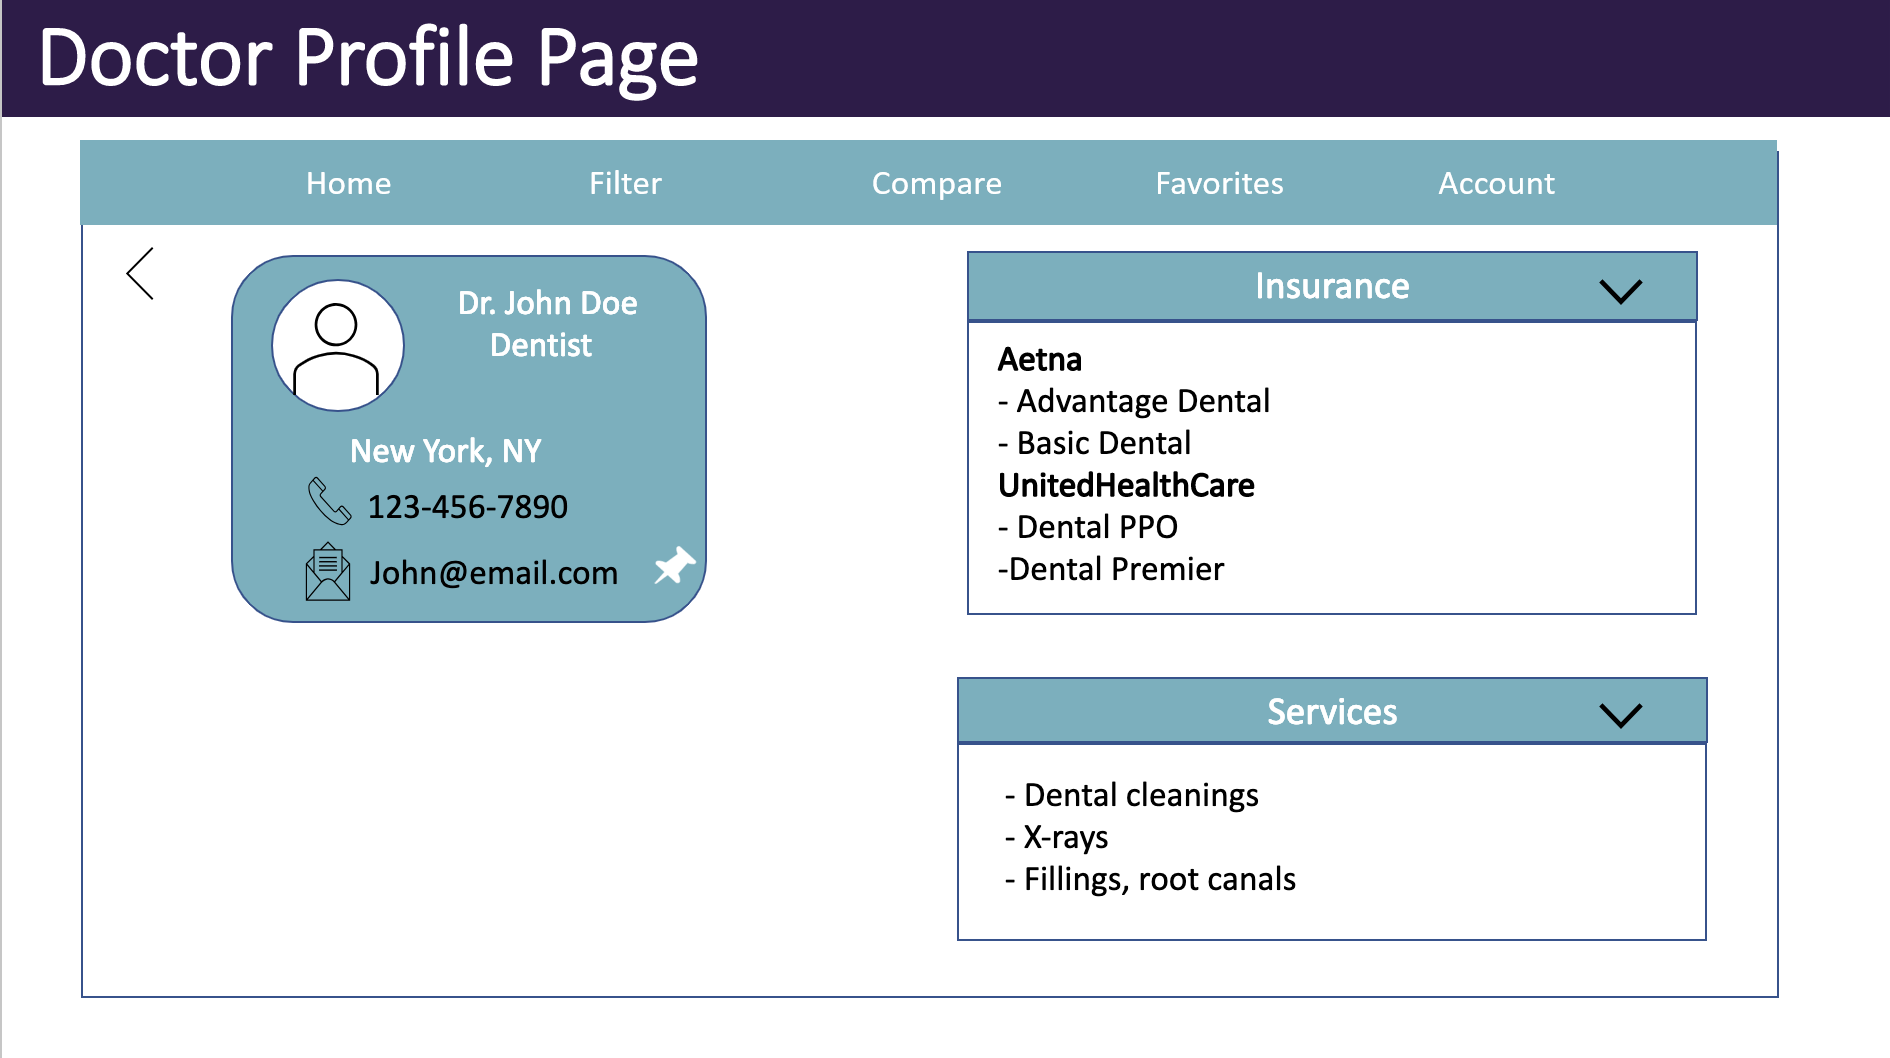 Doctor Profile Page
Home Filter Compare Favorites Account
Dr. John Doe
Dentist
New York, NY
123-456-7890
John@email.com
Insurance
Aetna
- Advantage Dental
- Basic Dental
UnitedHealthCare
- Dental PPO
-Dental Premier
Services
- Dental cleanings
- X-rays
- Fillings, root canals